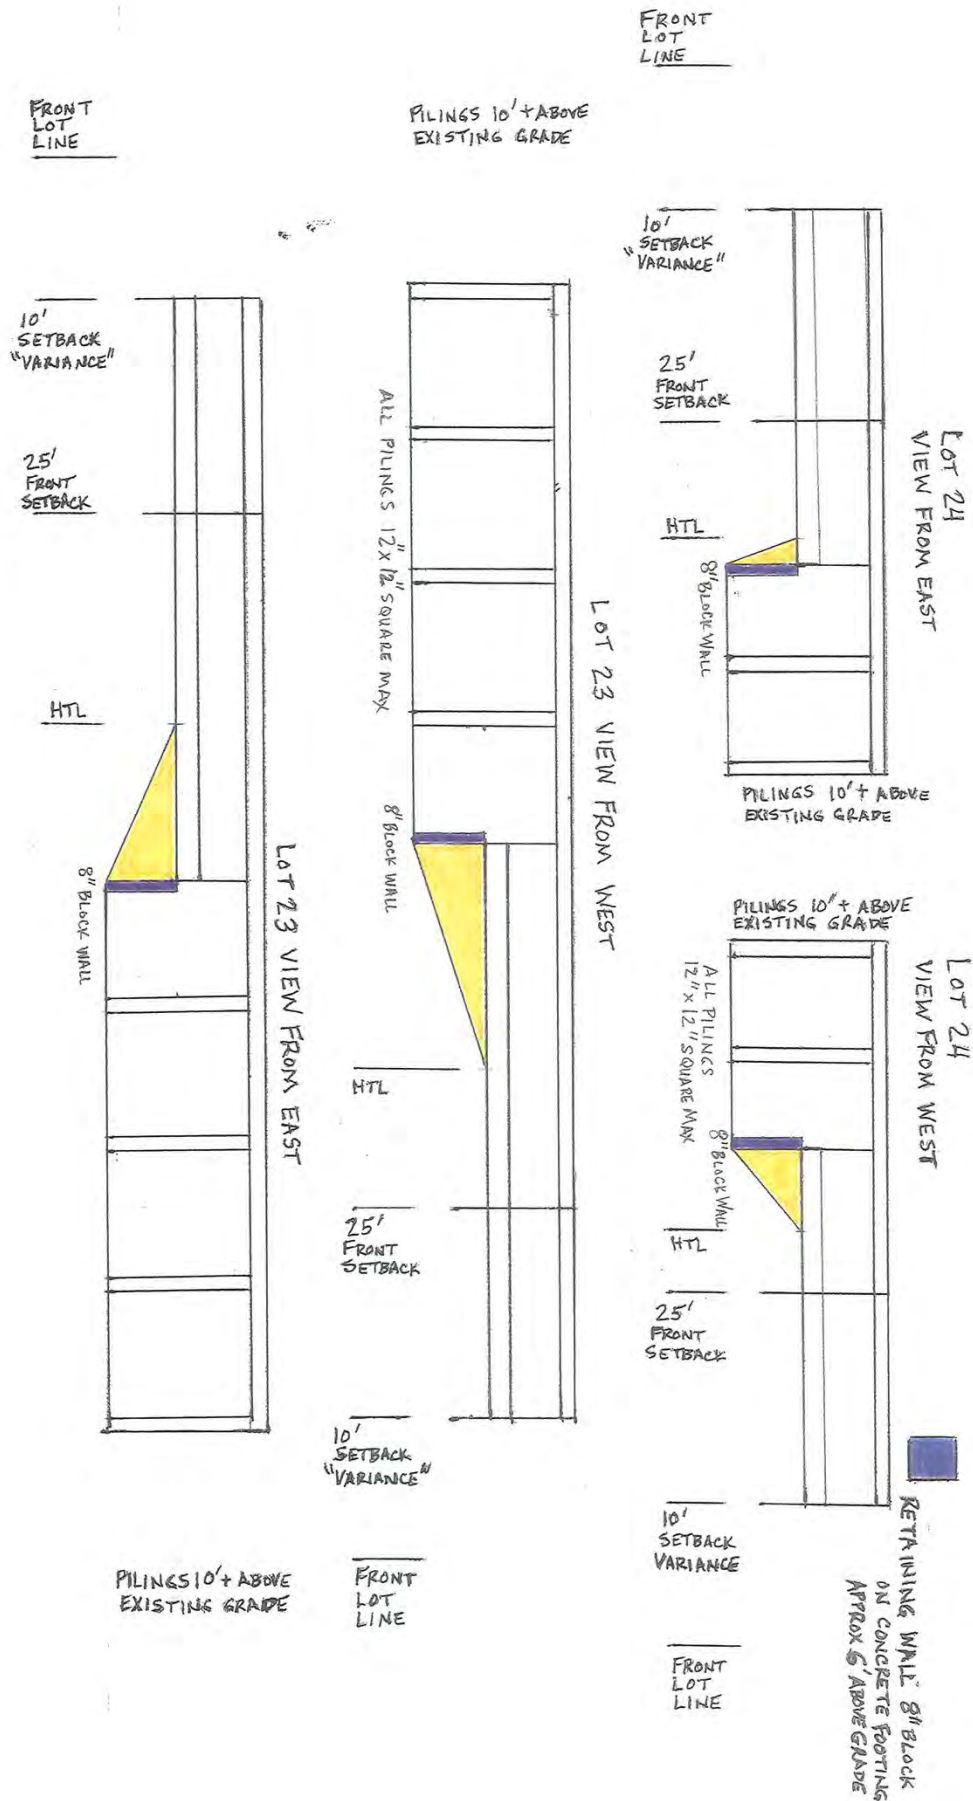 FRONT
LOT
LINE
10'
SETBACK
"VARIANCE"
25'
FRONT
SETBACK
HTL
8" BLOCK WALL
LOT 23 VIEW FROM EAST
PILINGS 10'+ ABOVE
EXISTING GRADE
PILINGS 10'+ ABOVE
EXISTING GRADE
ALL PILINGS 12"x12" SQUARE MAX
LOT 23 VIEW FROM WEST
8" BLOCK WALL
HTL
25'
FRONT
SETBACK
10'
SETBACK
"VARIANCE"
FRONT
LOT
LINE
FRONT
LOT
LINE
10'
SETBACK
"VARIANCE"
25'
FRONT
SETBACK
HTL
8" BLOCK WALL
LOT 24
VIEW FROM EAST
PILINGS 10'+ ABOVE
EXISTING GRADE
PILINGS 10"+ ABOVE
EXISTING GRADE
LOT 24
VIEW FROM WEST
ALL PILINGS
12"x12" SQUARE MAX
8" BLOCK WALL
HTL
25'
FRONT
SETBACK
10'
SETBACK
VARIANCE
FRONT
LOT
LINE
RETAINING WALL 8" BLOCK
ON CONCRETE FOOTING
APPROX 5' ABOVE GRADE